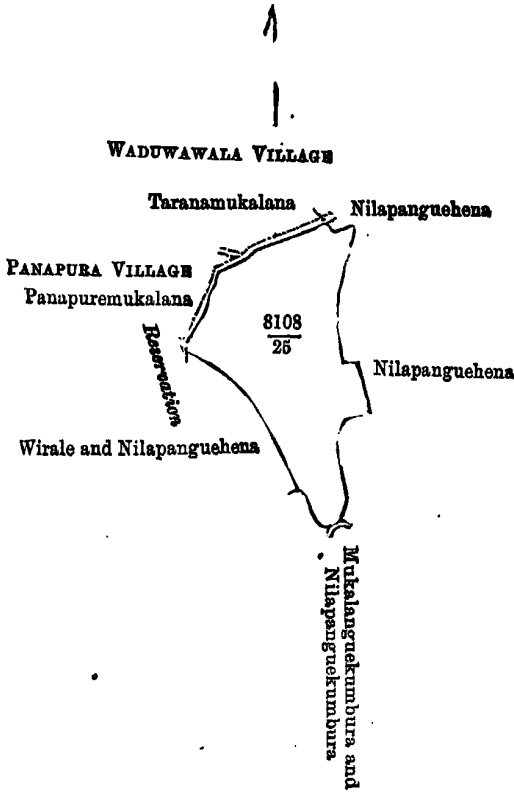 WADUWAWALA VILLAGE
Taranamukalana
Nilapanguehena
PANAPURA VILLAGE
Panapuremukalana
8108
25
Reservation
Nilapanguehena
Wirale and Nilapanguehena
Mukalanguekumbura and
Nilapanguekumbura